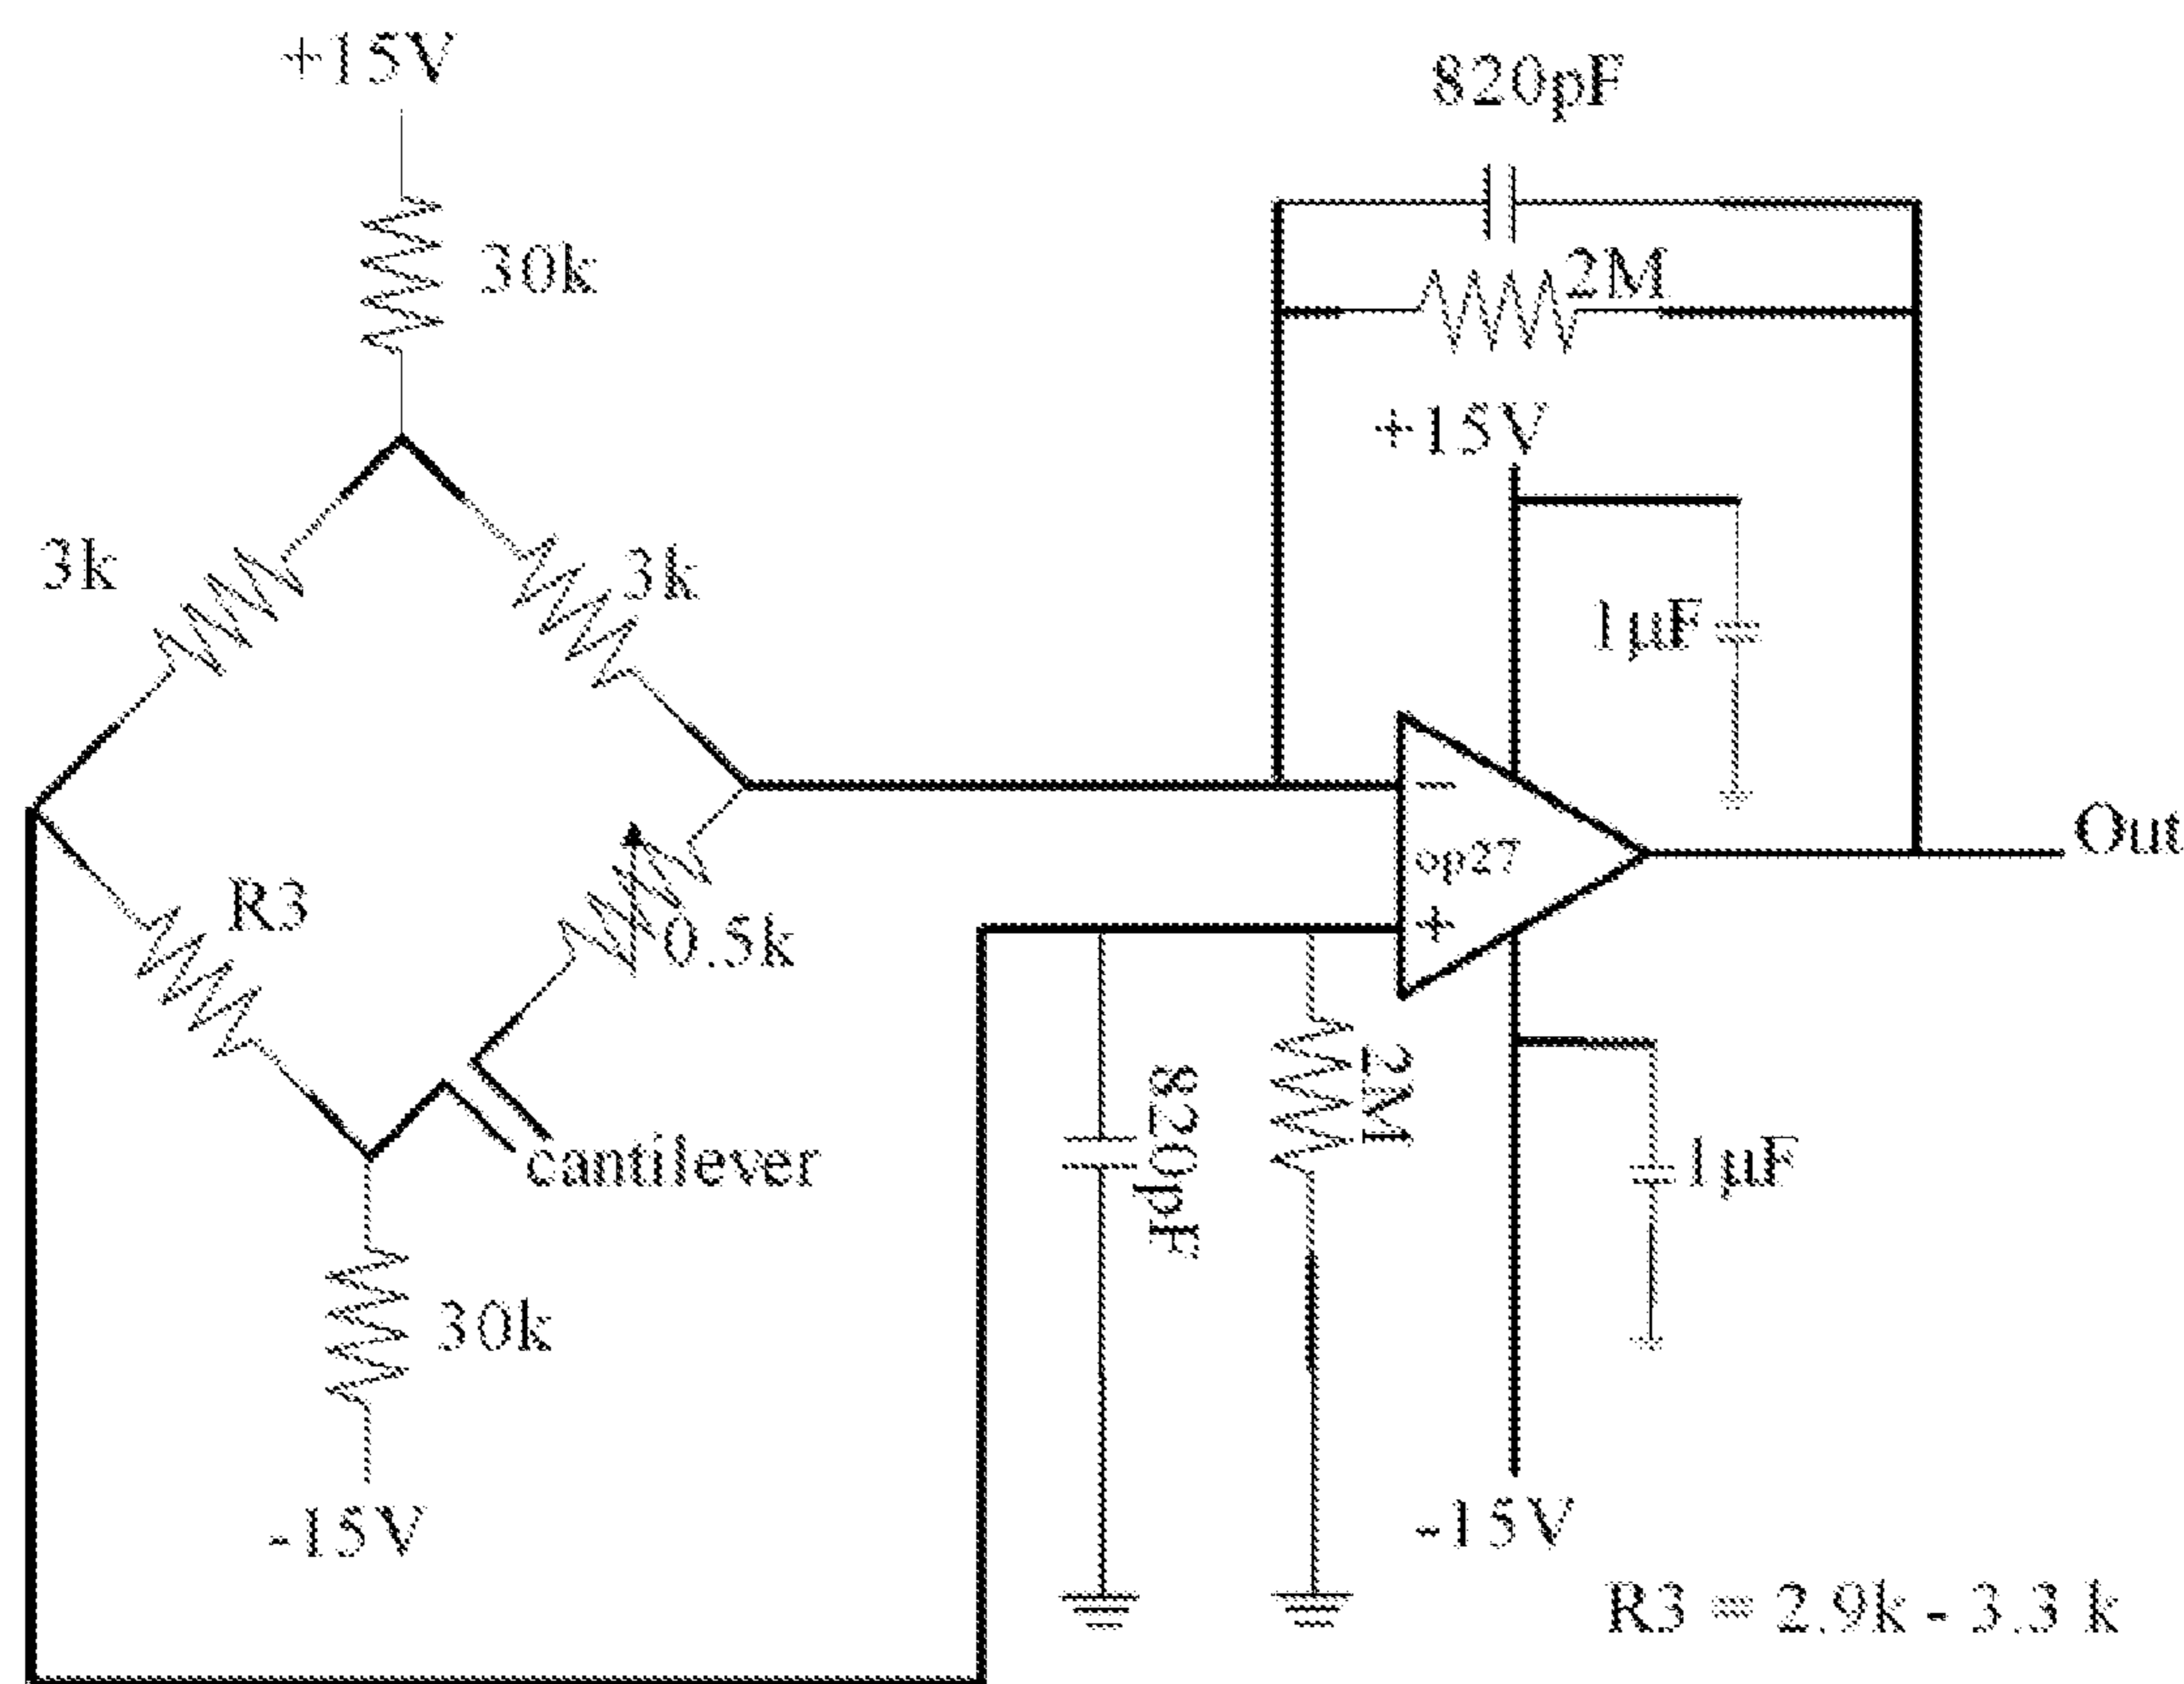 +15V
820pF
30k
2M
+15V
3k
3k
1µF
-
op27
+
Out
R3
0.5k
820pF
2M
cantilever
1µF
30k
-15V
-15V
R3 = 2.9k - 3.3 k